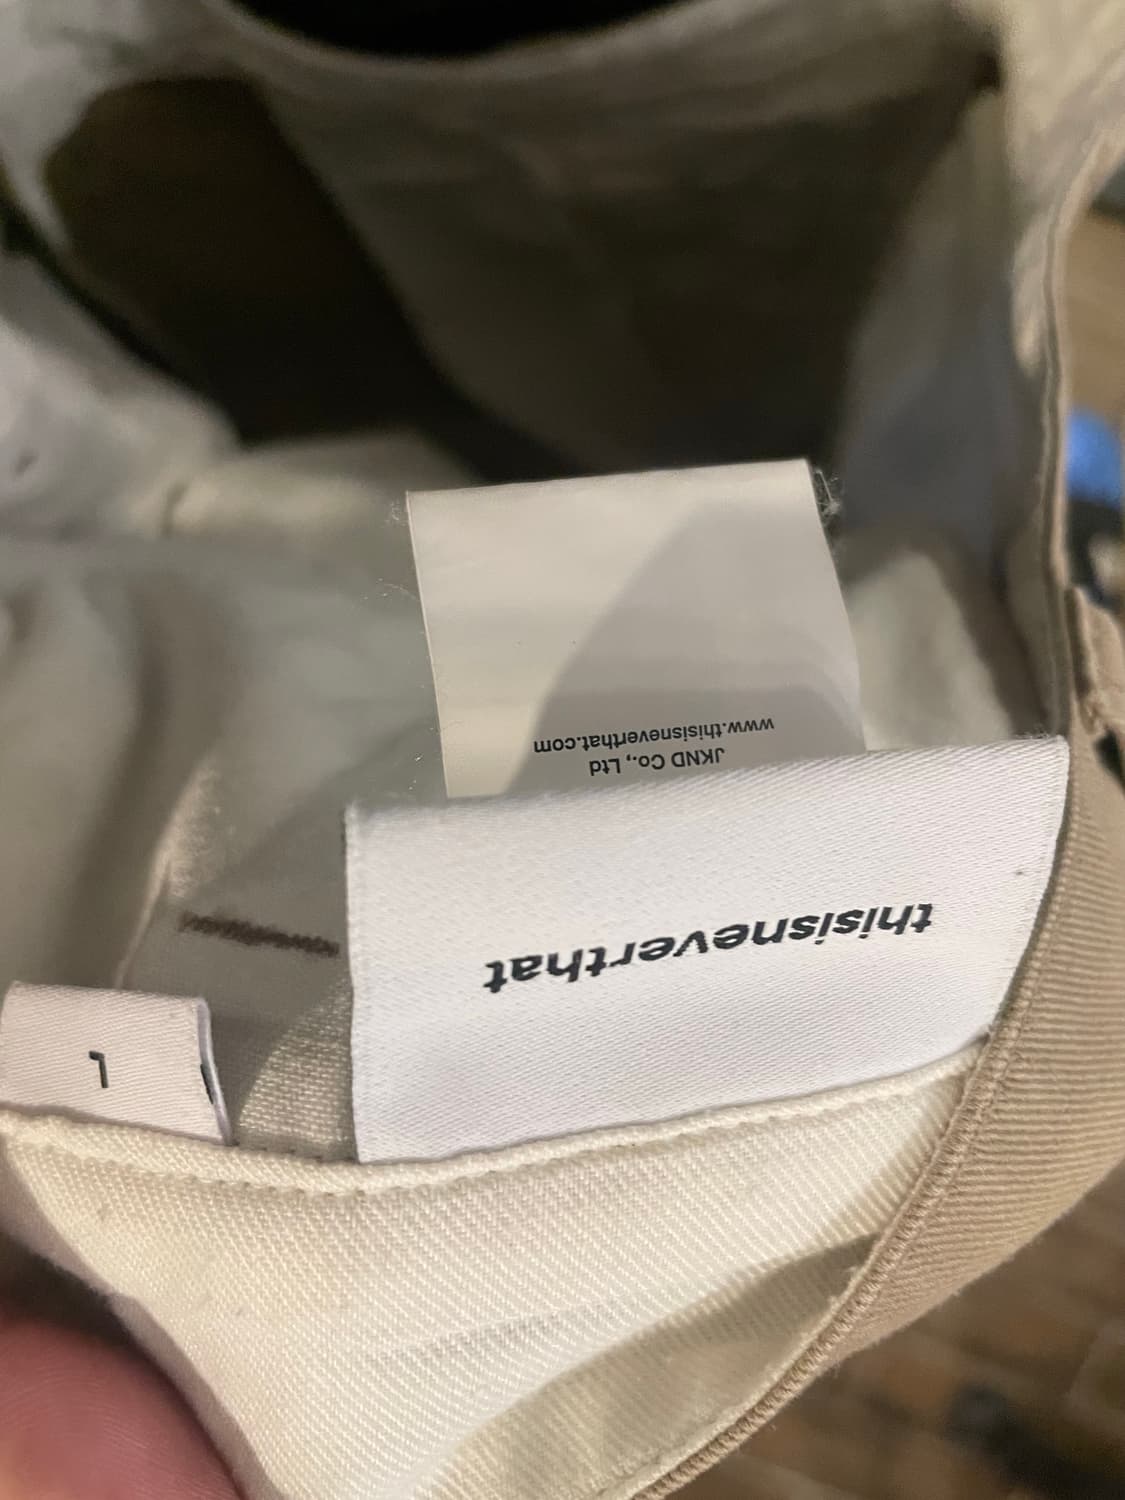 thisisneverthat
L
JKND Co., Ltd
www.thisisneverthat.com